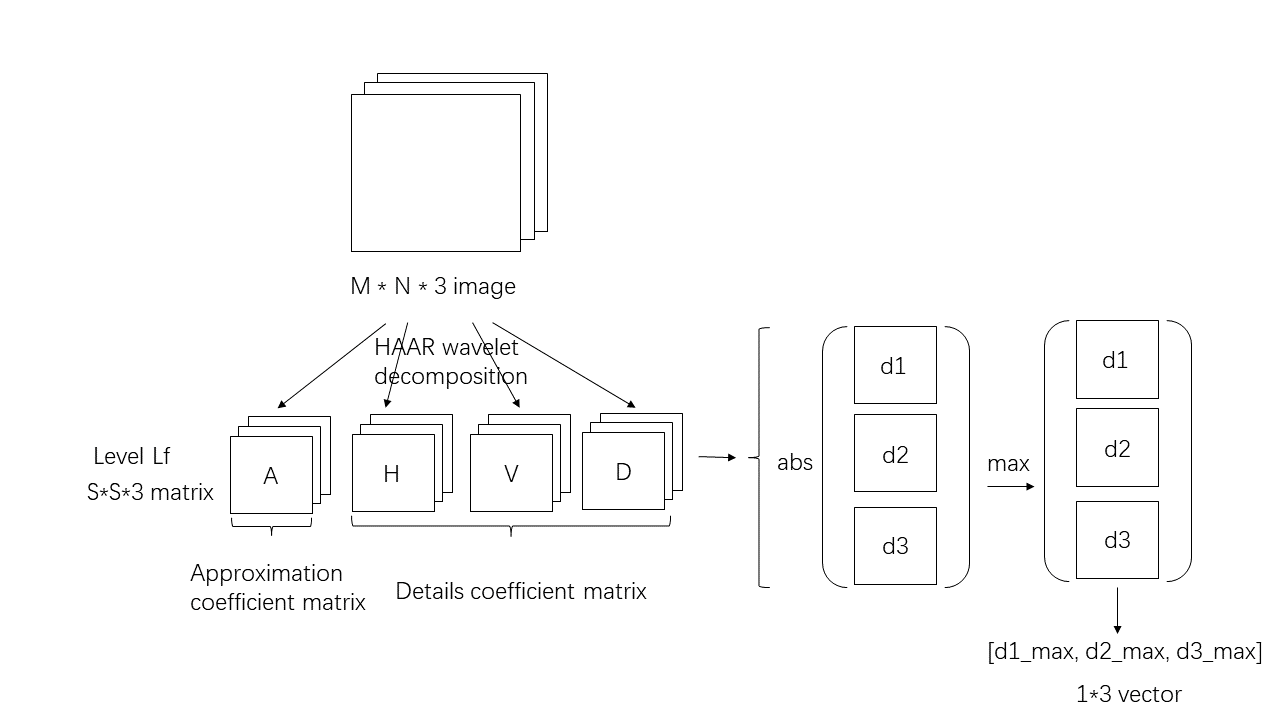 M * N * 3 image
HAAR wavelet
decomposition
Level Lf
S*S*3 matrix
A
H
V
D
Approximation
coefficient matrix
Details coefficient matrix
abs
d1
d2
d3
max
d1
d2
d3
[d1_max, d2_max, d3_max]
1*3 vector